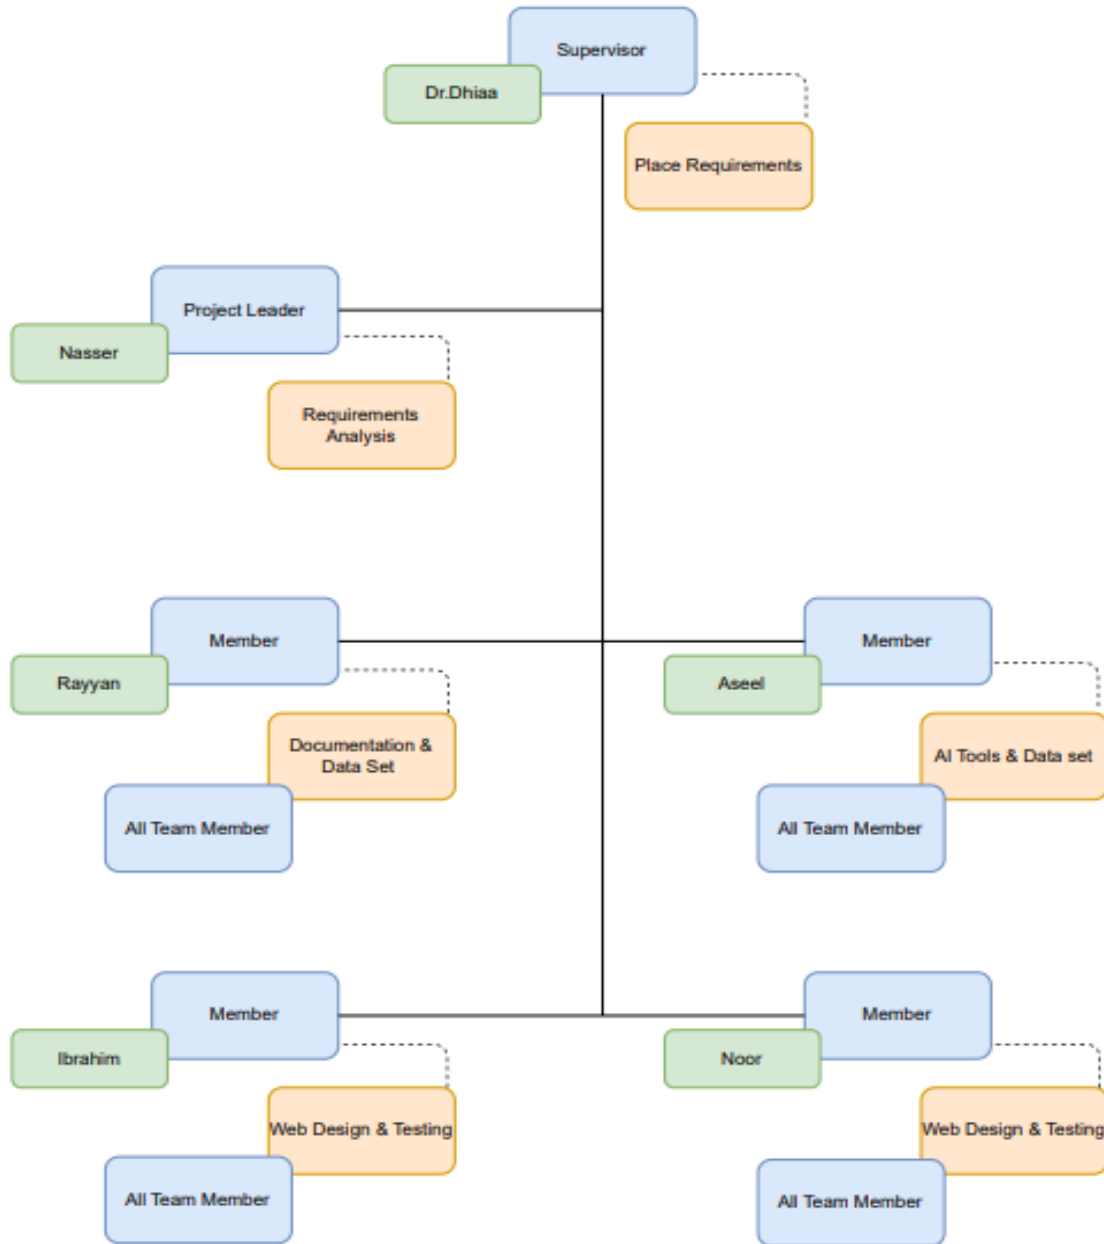 Supervisor
Dr.Dhiaa
Place Requirements
Project Leader
Nasser
Requirements
Analysis
Member
Rayyan
Documentation &
Data Set
All Team Member
Member
Aseel
AI Tools & Data set
All Team Member
Member
Ibrahim
Web Design & Testing
All Team Member
Member
Noor
Web Design & Testing
All Team Member